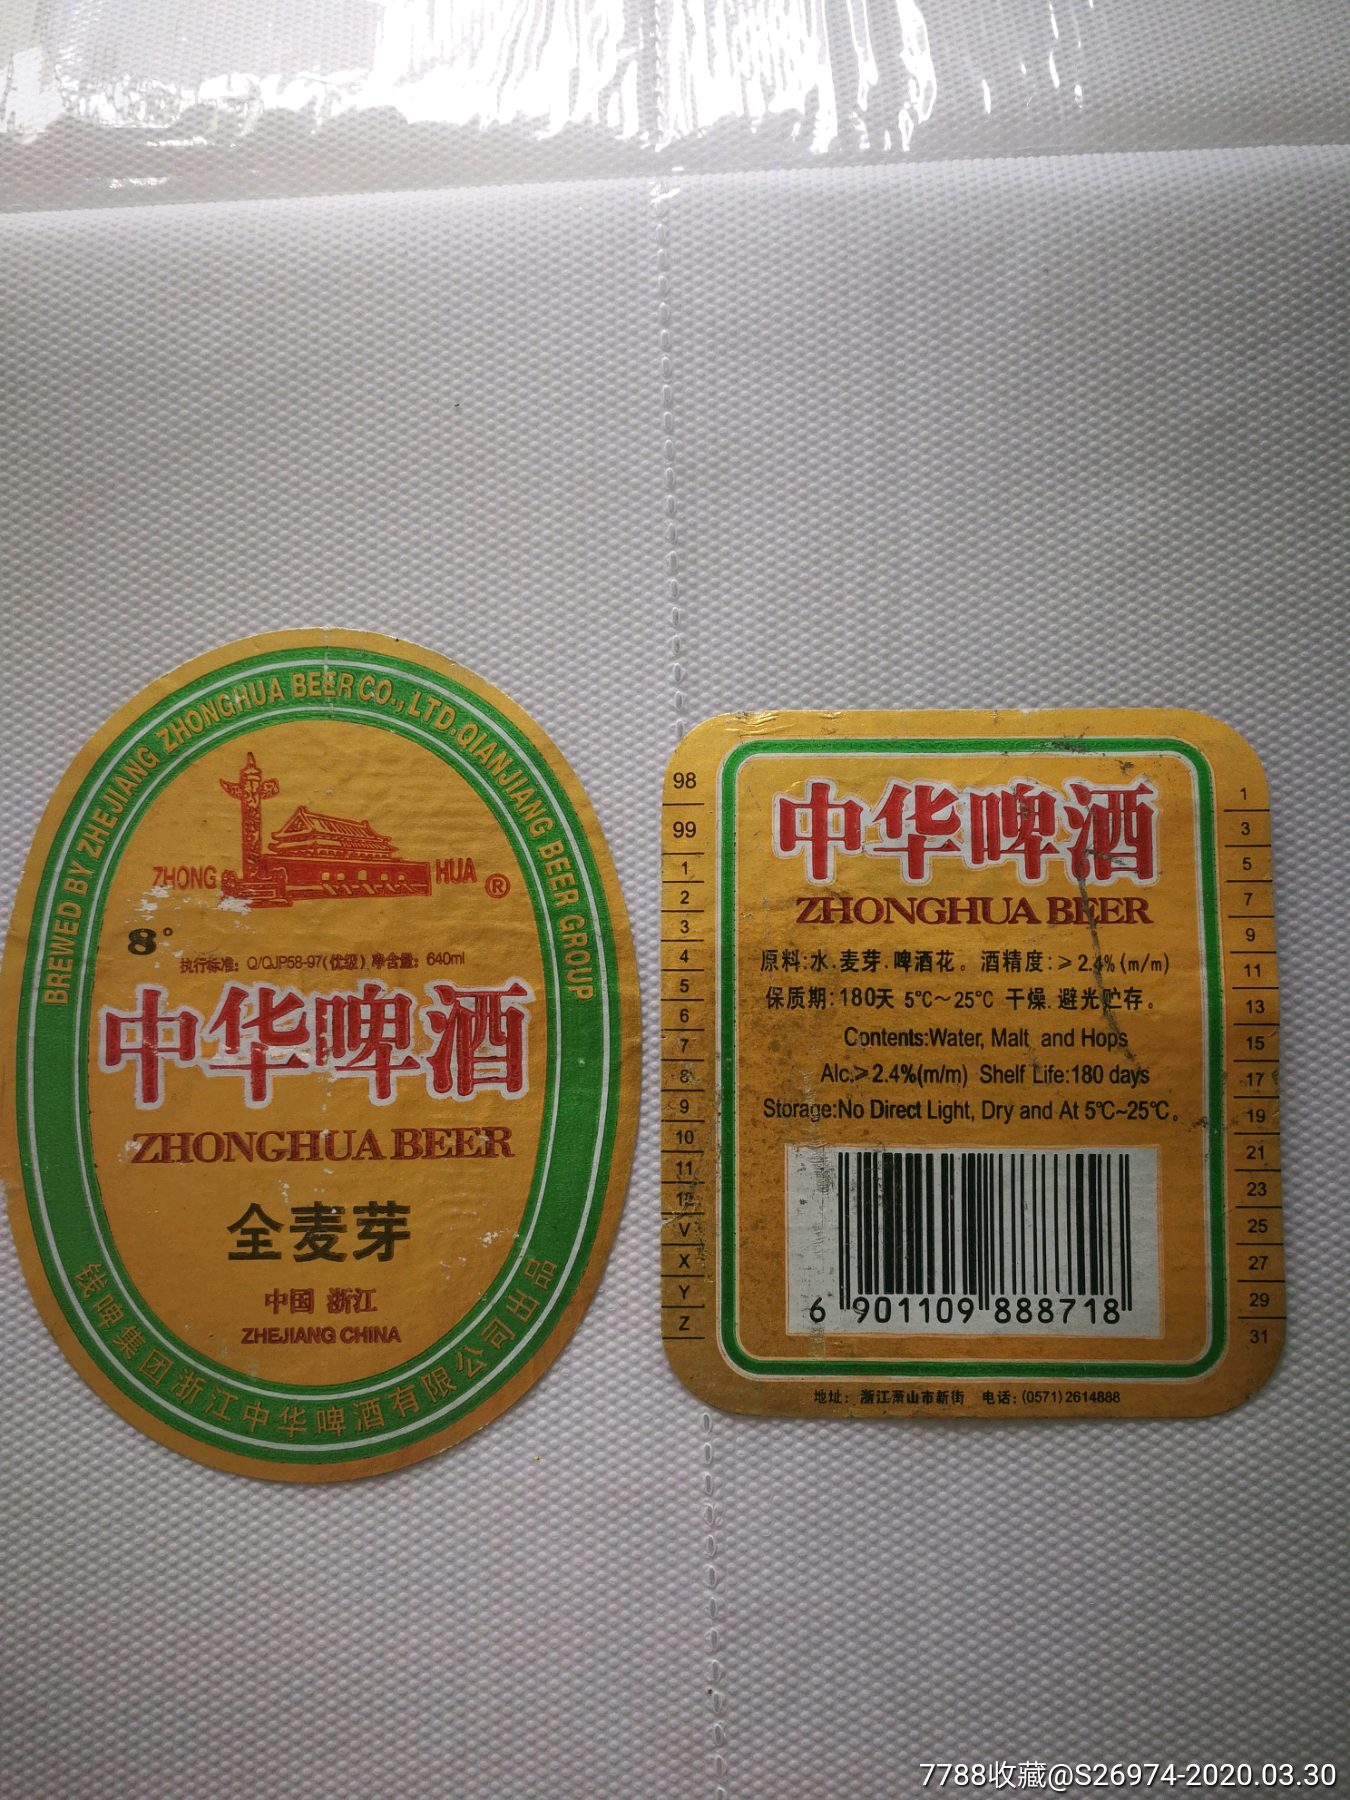 BREWED BY ZHEJIANG ZHONGHUA BEER CO., LTD. QIANJIANG BEER GROUP
ZHONG HUA ®
8°
执行标准：Q/QJP58-97(优级) 净含量：640ml
中华啤酒
ZHONGHUA BEER
全麦芽
中国 浙江
ZHEJIANG CHINA
钱啤集团浙江中华啤酒有限公司出品
98
99
1
2
3
4
5
6
7
8
9
10
11
12
V
X
Y
Z
中华啤酒
ZHONGHUA BEER
原料:水.麦芽.啤酒花。酒精度:≥2.4%(m/m)
保质期:180天 5℃～25℃ 干燥.避光贮存。
Contents:Water, Malt and Hops
Alc.≥2.4%(m/m) Shelf Life:180 days
Storage:No Direct Light, Dry and At 5℃~25℃。
6 901109 888718
地址：浙江萧山市新街 电话：(0571)2614888
1
3
5
7
9
11
13
15
17
19
21
23
25
27
29
31
7788收藏@S26974-2020.03.30